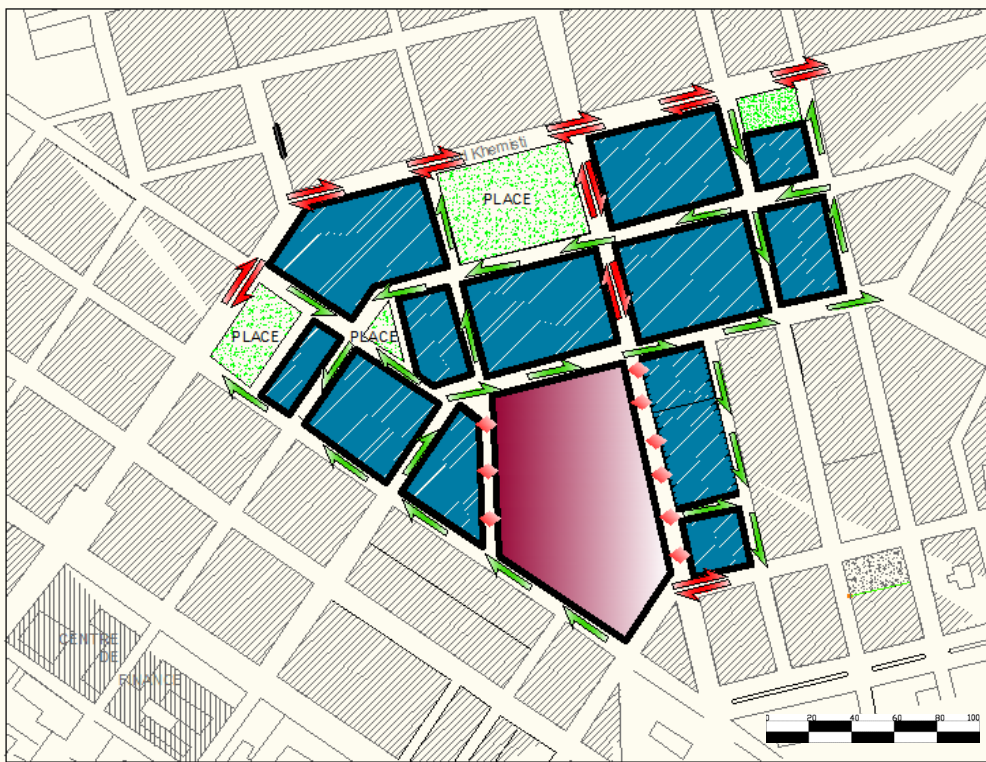 Khemisti
PLACE
PLACE
PLACE
CENTRE
DE
FINANCE
0 20 40 60 80 100